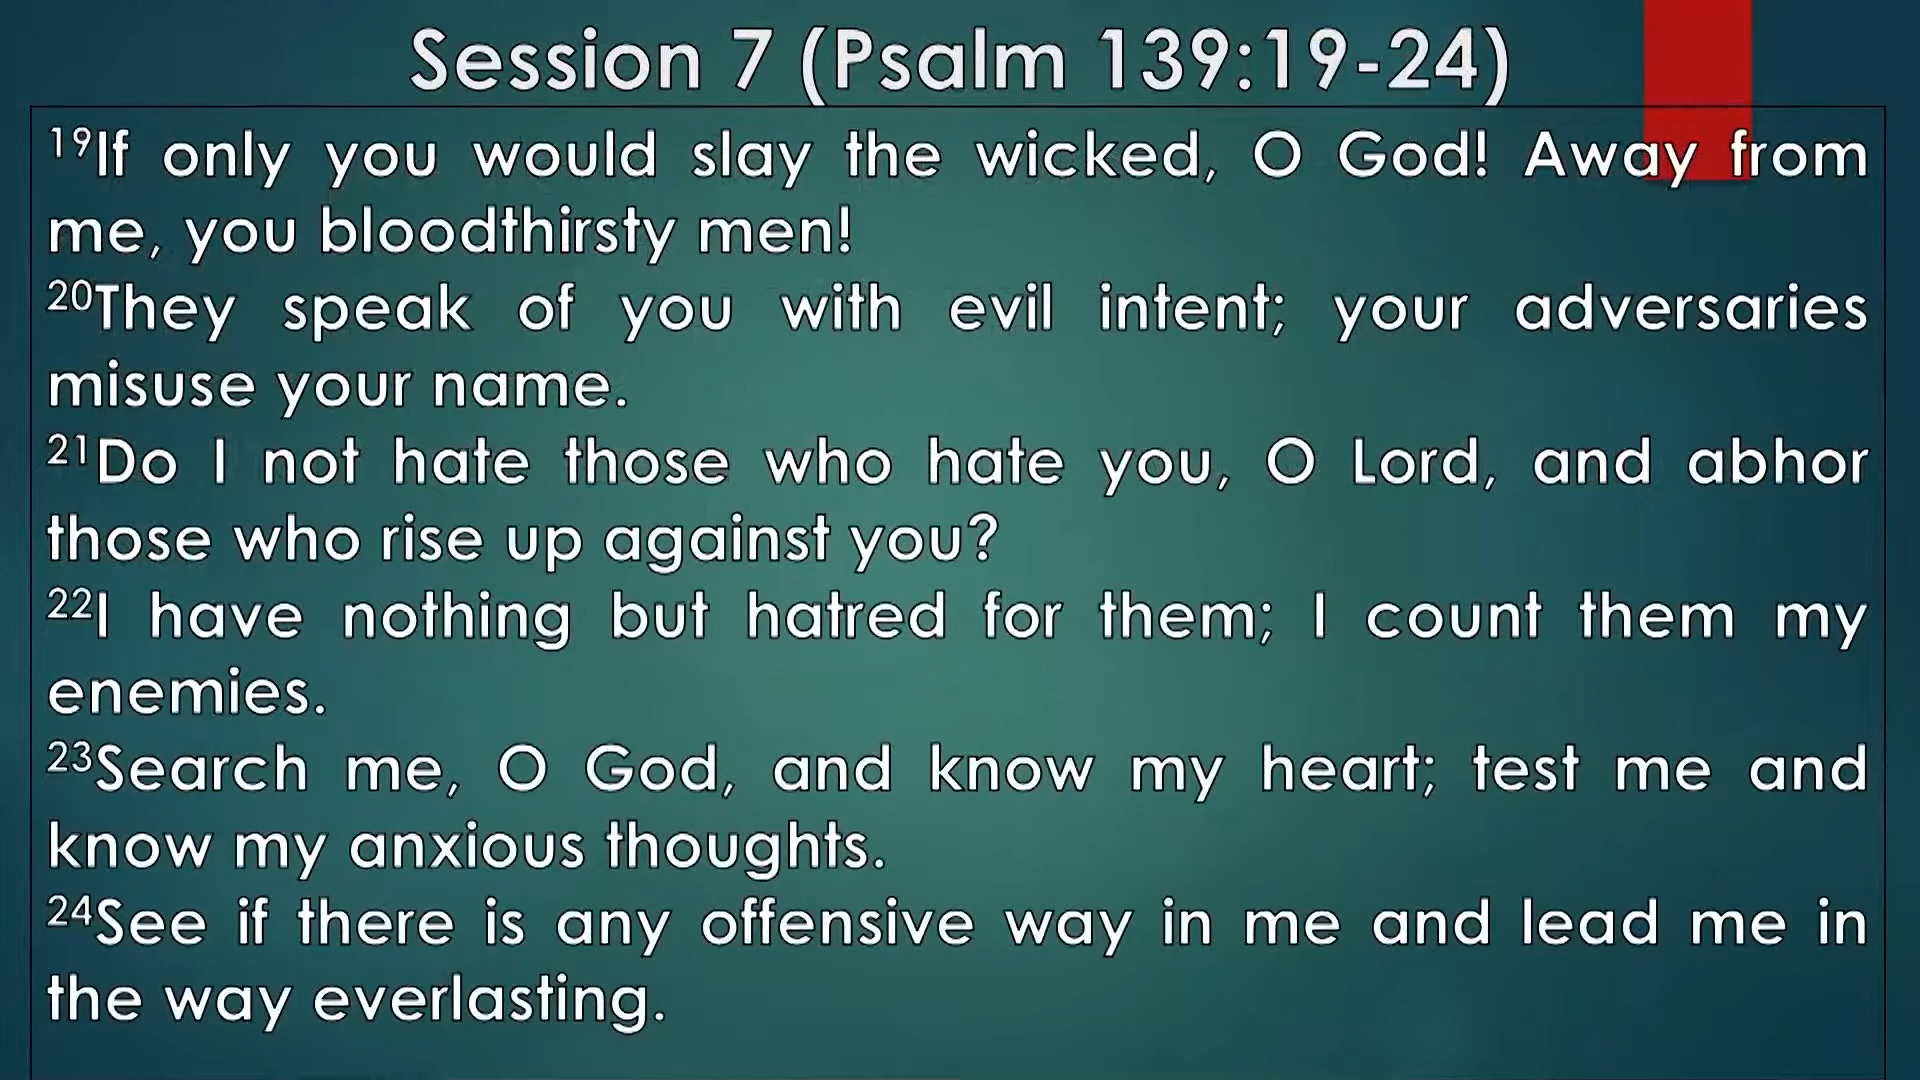 Session 7 (Psalm 139:19-24)
19If only you would slay the wicked, O God! Away from
me, you bloodthirsty men!
20They speak of you with evil intent; your adversaries
misuse your name.
21Do I not hate those who hate you, O Lord, and abhor
those who rise up against you?
22I have nothing but hatred for them; I count them my
enemies.
23Search me, O God, and know my heart; test me and
know my anxious thoughts.
24See if there is any offensive way in me and lead me in
the way everlasting.